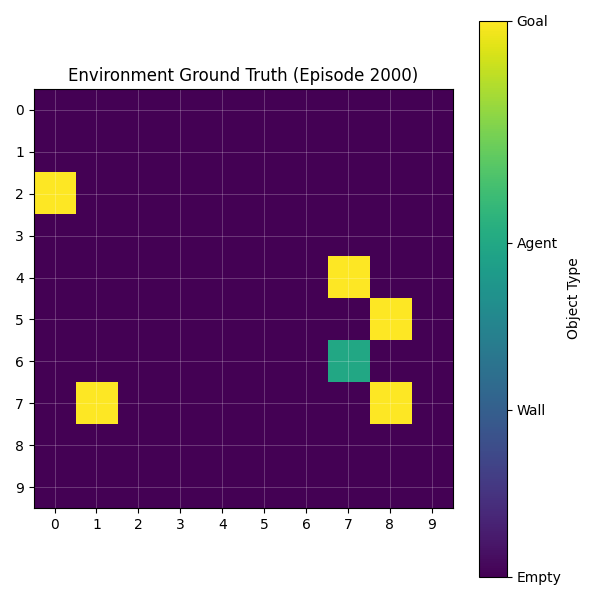 Environment Ground Truth (Episode 2000)
0
1
2
3
4
5
6
7
8
9
0 1 2 3 4 5 6 7 8 9
Goal
Agent
Wall
Empty
Object Type